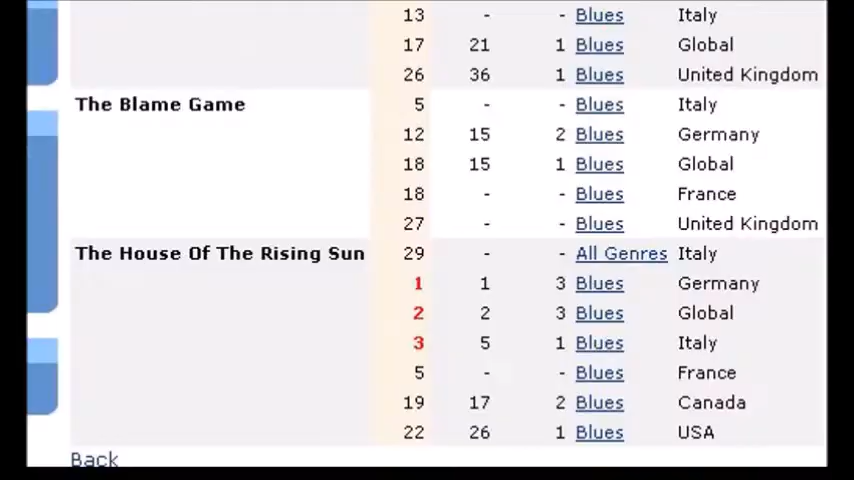 13 - - Blues Italy
17 21 1 Blues Global
26 36 1 Blues United Kingdom
The Blame Game 5 - - Blues Italy
12 15 2 Blues Germany
18 15 1 Blues Global
18 - - Blues France
27 - - Blues United Kingdom
The House Of The Rising Sun 29 - - All Genres Italy
1 1 3 Blues Germany
2 2 3 Blues Global
3 5 1 Blues Italy
5 - - Blues France
19 17 2 Blues Canada
22 26 1 Blues USA
Back